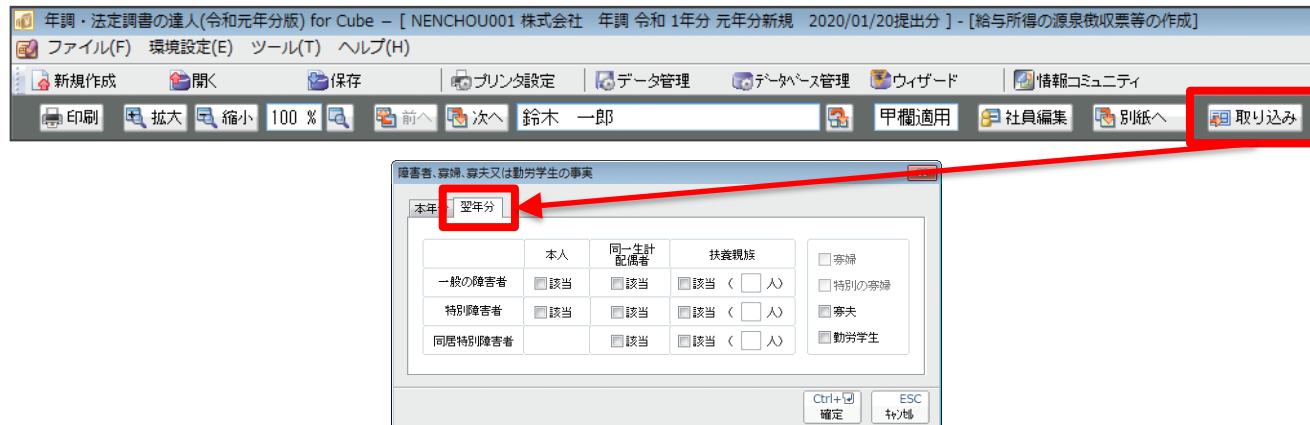 年調・法定調書の達人(令和元年分版) for Cube － [ NENCHOU001 株式会社　年調 令和 1年分 元年分新規　2020/01/20提出分 ] - [給与所得の源泉徴収票等の作成]
ファイル(F)　環境設定(E)　ツール(T)　ヘルプ(H)
新規作成　開く　保存　プリンタ設定　データ管理　データベース管理　ウィザード　情報コミュニティ
印刷　拡大　縮小　100 %　前へ　次へ　鈴木　一郎　甲欄適用　社員編集　別紙へ　取り込み
障害者、寡婦、寡夫又は勤労学生の事実
本年分　翌年分
本人　同一生計配偶者　扶養親族　寡婦
一般の障害者　該当　該当　該当（　人）　特別の寡婦
特別障害者　該当　該当　該当（　人）　寡夫
同居特別障害者　該当　該当（　人）　勤労学生
Ctrl+　ESC
確定　キャンセル